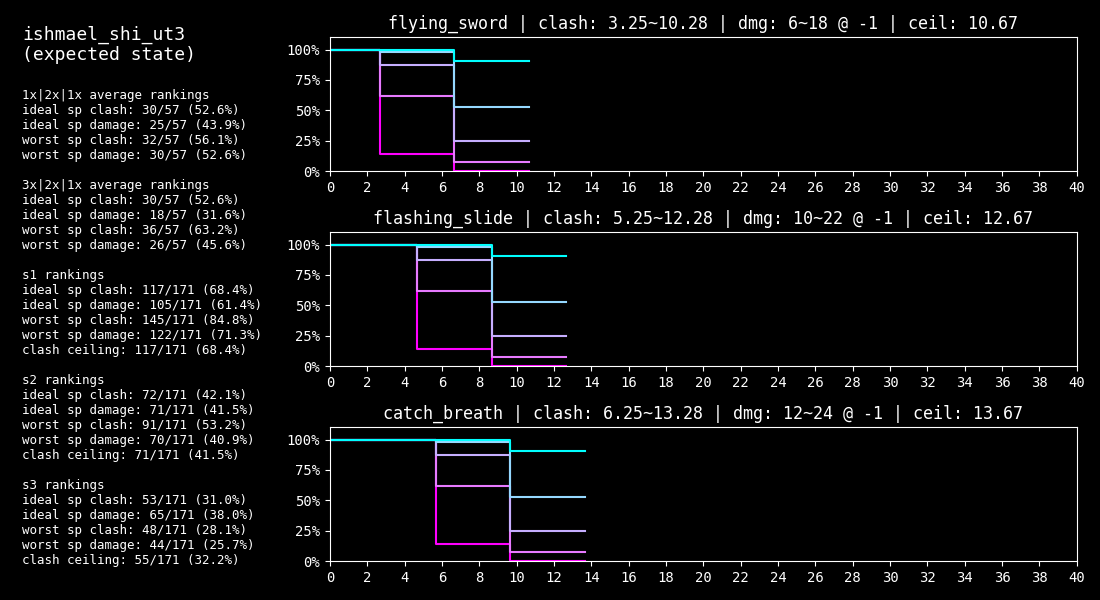 ishmael_shi_ut3
(expected state)
1x|2x|1x average rankings
ideal sp clash: 30/57 (52.6%)
ideal sp damage: 25/57 (43.9%)
worst sp clash: 32/57 (56.1%)
worst sp damage: 30/57 (52.6%)
3x|2x|1x average rankings
ideal sp clash: 30/57 (52.6%)
ideal sp damage: 18/57 (31.6%)
worst sp clash: 36/57 (63.2%)
worst sp damage: 26/57 (45.6%)
s1 rankings
ideal sp clash: 117/171 (68.4%)
ideal sp damage: 105/171 (61.4%)
worst sp clash: 145/171 (84.8%)
worst sp damage: 122/171 (71.3%)
clash ceiling: 117/171 (68.4%)
s2 rankings
ideal sp clash: 72/171 (42.1%)
ideal sp damage: 71/171 (41.5%)
worst sp clash: 91/171 (53.2%)
worst sp damage: 70/171 (40.9%)
clash ceiling: 71/171 (41.5%)
s3 rankings
ideal sp clash: 53/171 (31.0%)
ideal sp damage: 65/171 (38.0%)
worst sp clash: 48/171 (28.1%)
worst sp damage: 44/171 (25.7%)
clash ceiling: 55/171 (32.2%)
flying_sword | clash: 3.25~10.28 | dmg: 6~18 @ -1 | ceil: 10.67
100%
75%
50%
25%
0%
0 2 4 6 8 10 12 14 16 18 20 22 24 26 28 30 32 34 36 38 40
flashing_slide | clash: 5.25~12.28 | dmg: 10~22 @ -1 | ceil: 12.67
100%
75%
50%
25%
0%
0 2 4 6 8 10 12 14 16 18 20 22 24 26 28 30 32 34 36 38 40
catch_breath | clash: 6.25~13.28 | dmg: 12~24 @ -1 | ceil: 13.67
100%
75%
50%
25%
0%
0 2 4 6 8 10 12 14 16 18 20 22 24 26 28 30 32 34 36 38 40